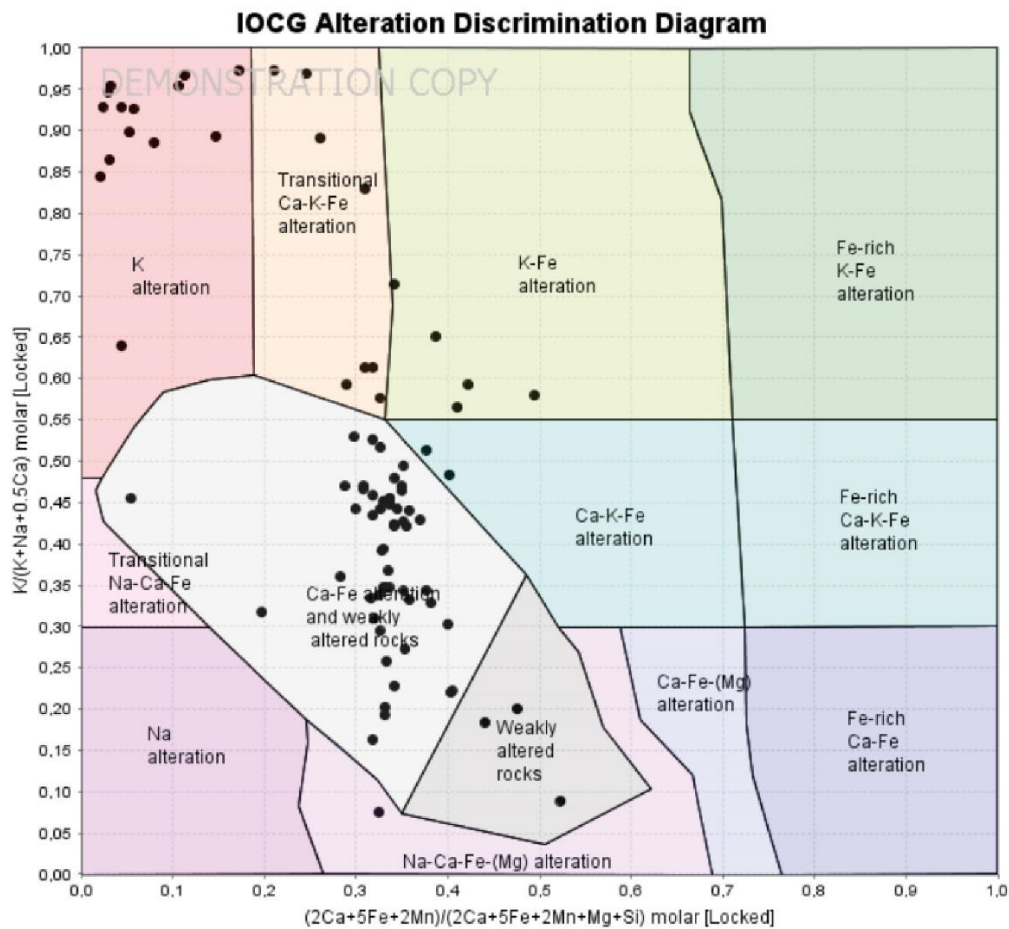 IOCG Alteration Discrimination Diagram
DEMONSTRATION COPY
K/(K+Na+0.5Ca) molar [Locked]
1,00
0,95
0,90
0,85
0,80
0,75
0,70
0,65
0,60
0,55
0,50
0,45
0,40
0,35
0,30
0,25
0,20
0,15
0,10
0,05
0,00
K
alteration
Transitional
Ca-K-Fe
alteration
K-Fe
alteration
Fe-rich
K-Fe
alteration
Transitional
Na-Ca-Fe
alteration
Ca-Fe alteration
and weakly
altered rocks
Ca-K-Fe
alteration
Fe-rich
Ca-K-Fe
alteration
Na
alteration
Weakly
altered
rocks
Ca-Fe-(Mg)
alteration
Fe-rich
Ca-Fe
alteration
Na-Ca-Fe-(Mg) alteration
0,0 0,1 0,2 0,3 0,4 0,5 0,6 0,7 0,8 0,9 1,0
(2Ca+5Fe+2Mn)/(2Ca+5Fe+2Mn+Mg+Si) molar [Locked]